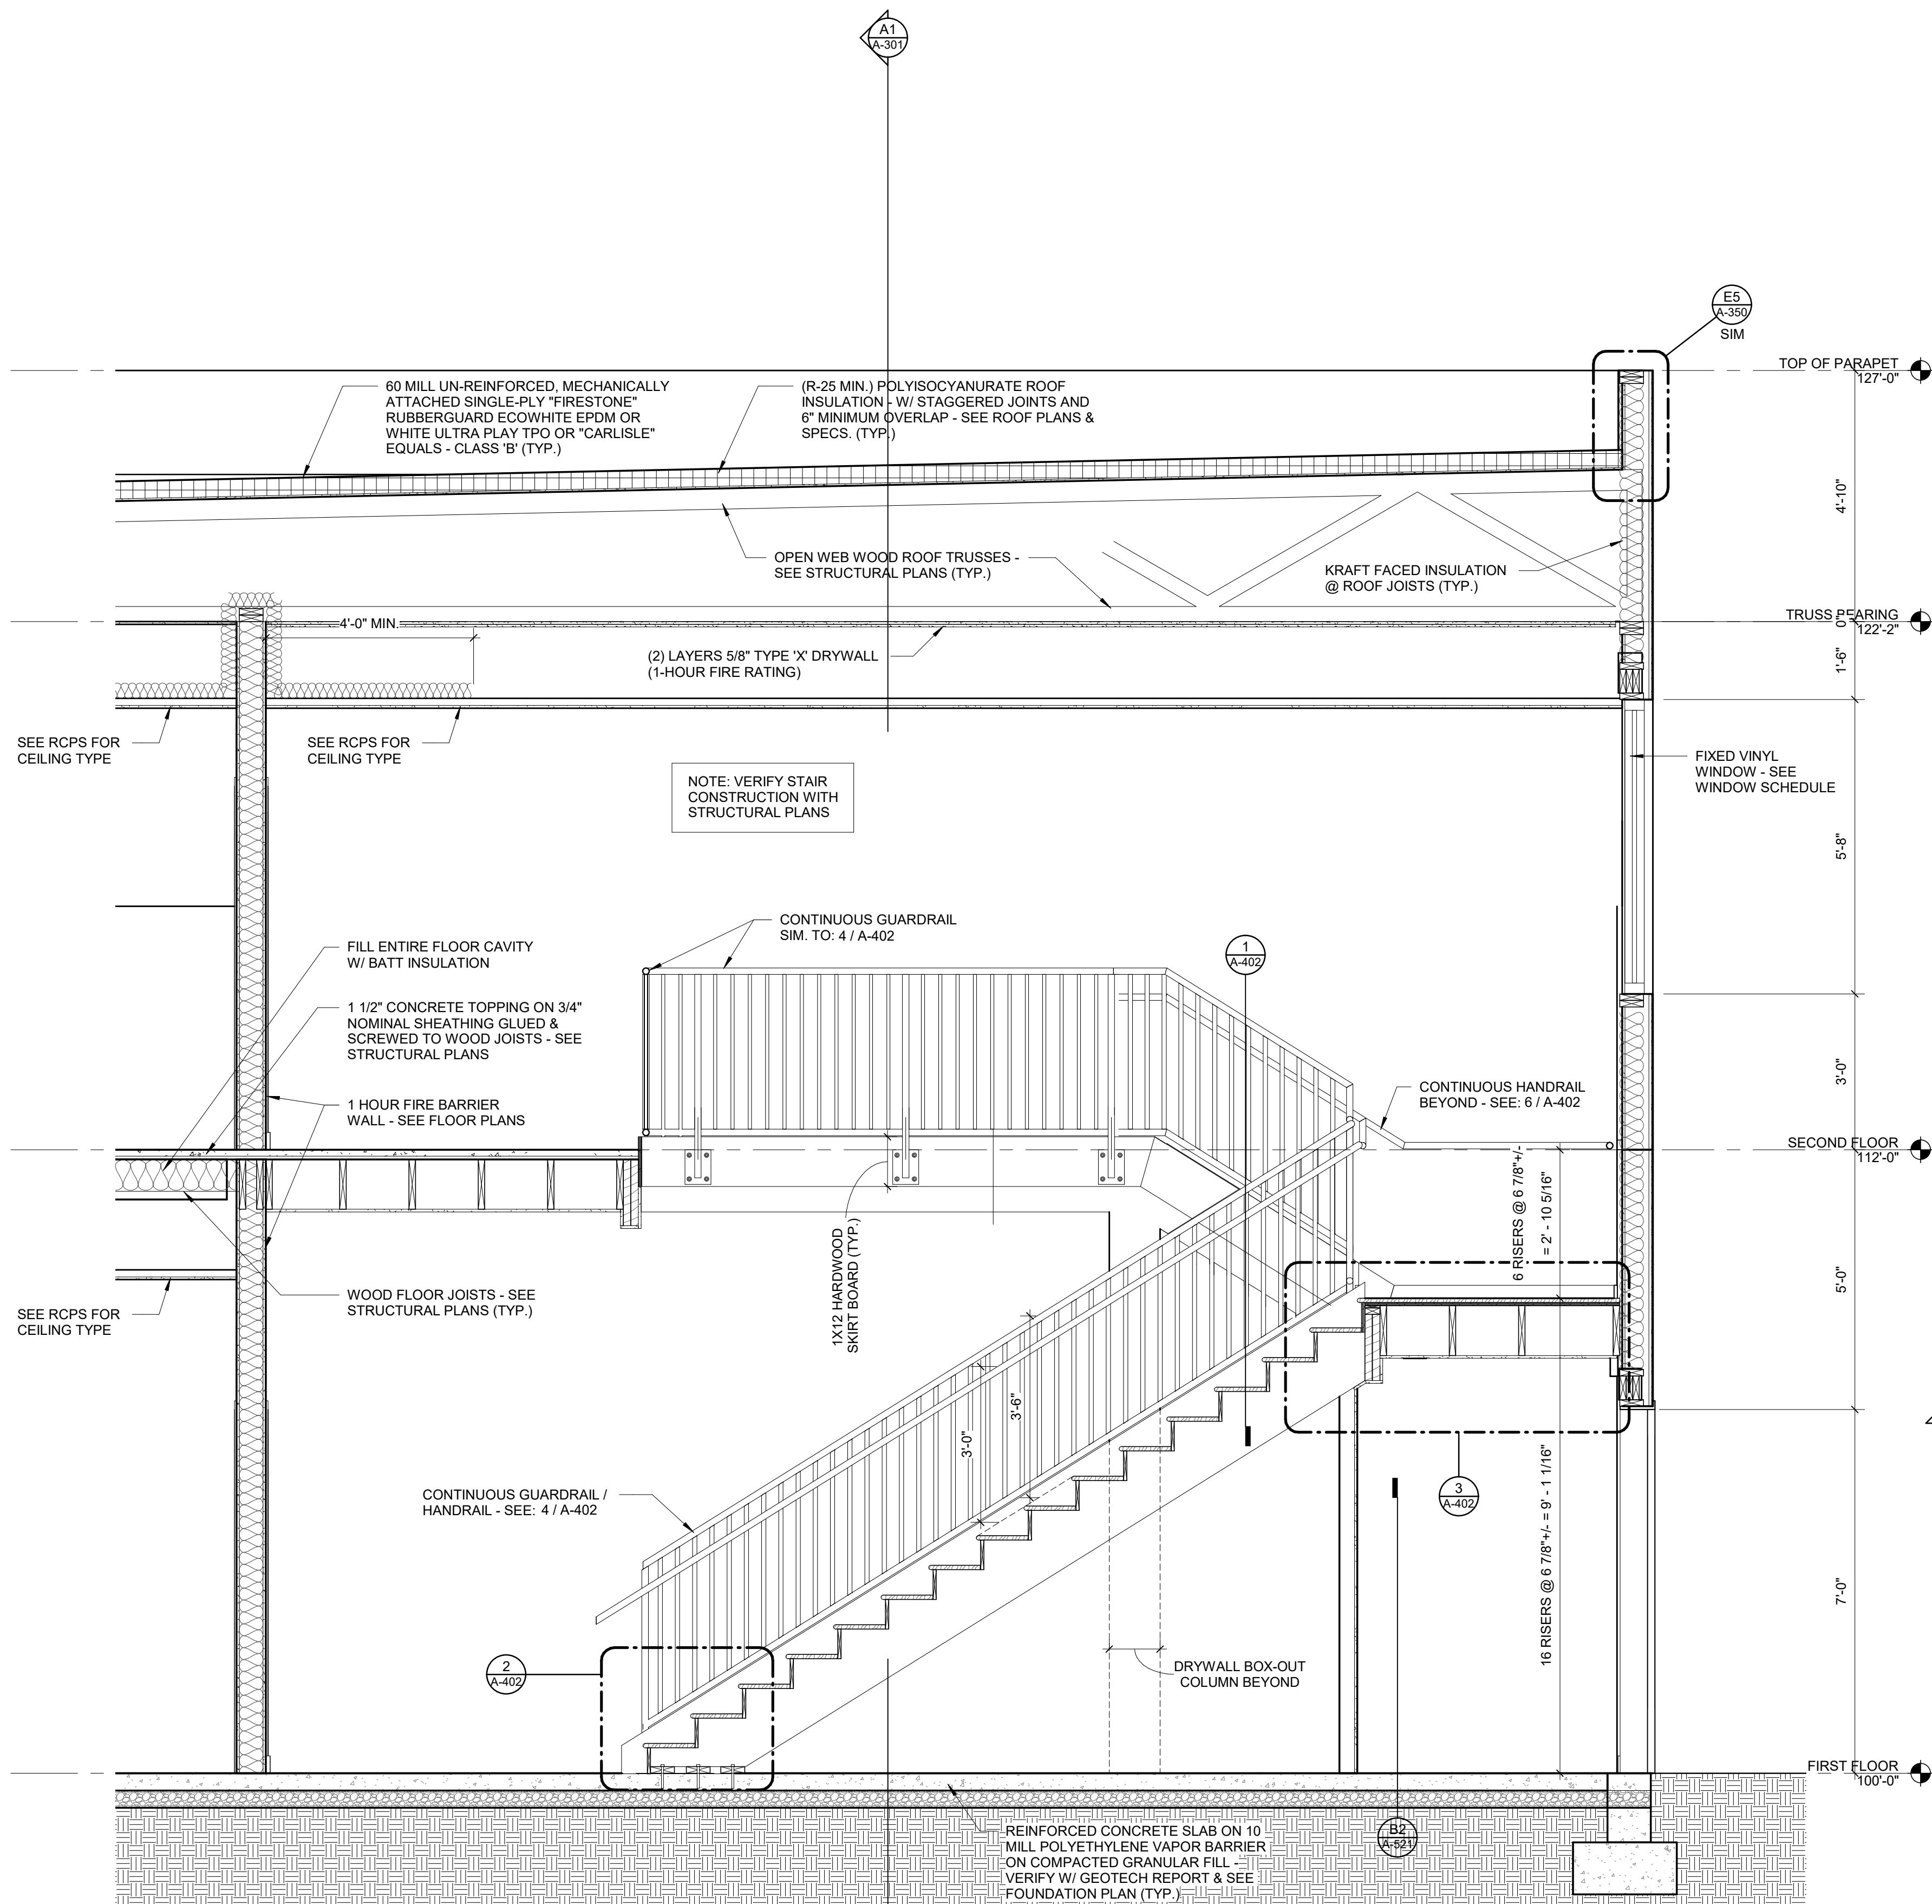 A1
A-301
E5
A-350
SIM
TOP OF PARAPET
127'-0"
60 MILL UN-REINFORCED, MECHANICALLY
ATTACHED SINGLE-PLY "FIRESTONE"
RUBBERGUARD ECOWHITE EPDM OR
WHITE ULTRA PLAY TPO OR "CARLISLE"
EQUALS - CLASS 'B' (TYP.)
(R-25 MIN.) POLYISOCYANURATE ROOF
INSULATION - W/ STAGGERED JOINTS AND
6" MINIMUM OVERLAP - SEE ROOF PLANS &
SPECS. (TYP.)
4'-10"
OPEN WEB WOOD ROOF TRUSSES -
SEE STRUCTURAL PLANS (TYP.)
KRAFT FACED INSULATION
@ ROOF JOISTS (TYP.)
TRUSS BEARING
122'-2"
0"
4'-0" MIN.
(2) LAYERS 5/8" TYPE 'X' DRYWALL
(1-HOUR FIRE RATING)
1'-6"
SEE RCPS FOR
CEILING TYPE
SEE RCPS FOR
CEILING TYPE
NOTE: VERIFY STAIR
CONSTRUCTION WITH
STRUCTURAL PLANS
FIXED VINYL
WINDOW - SEE
WINDOW SCHEDULE
5'-8"
CONTINUOUS GUARDRAIL
SIM. TO: 4 / A-402
1
A-402
FILL ENTIRE FLOOR CAVITY
W/ BATT INSULATION
1 1/2" CONCRETE TOPPING ON 3/4"
NOMINAL SHEATHING GLUED &
SCREWED TO WOOD JOISTS - SEE
STRUCTURAL PLANS
1 HOUR FIRE BARRIER
WALL - SEE FLOOR PLANS
3'-0"
CONTINUOUS HANDRAIL
BEYOND - SEE: 6 / A-402
SECOND FLOOR
112'-0"
6 RISERS @ 6 7/8"+/-
= 2' - 10 5/16"
1X12 HARDWOOD
SKIRT BOARD (TYP.)
WOOD FLOOR JOISTS - SEE
STRUCTURAL PLANS (TYP.)
SEE RCPS FOR
CEILING TYPE
5'-0"
3'-6"
3'-0"
CONTINUOUS GUARDRAIL /
HANDRAIL - SEE: 4 / A-402
3
A-402
16 RISERS @ 6 7/8"+/- = 9' - 1 1/16"
7'-0"
2
A-402
DRYWALL BOX-OUT
COLUMN BEYOND
FIRST FLOOR
100'-0"
REINFORCED CONCRETE SLAB ON 10
MILL POLYETHYLENE VAPOR BARRIER
ON COMPACTED GRANULAR FILL -
VERIFY W/ GEOTECH REPORT & SEE
FOUNDATION PLAN (TYP.)
B2
A-521